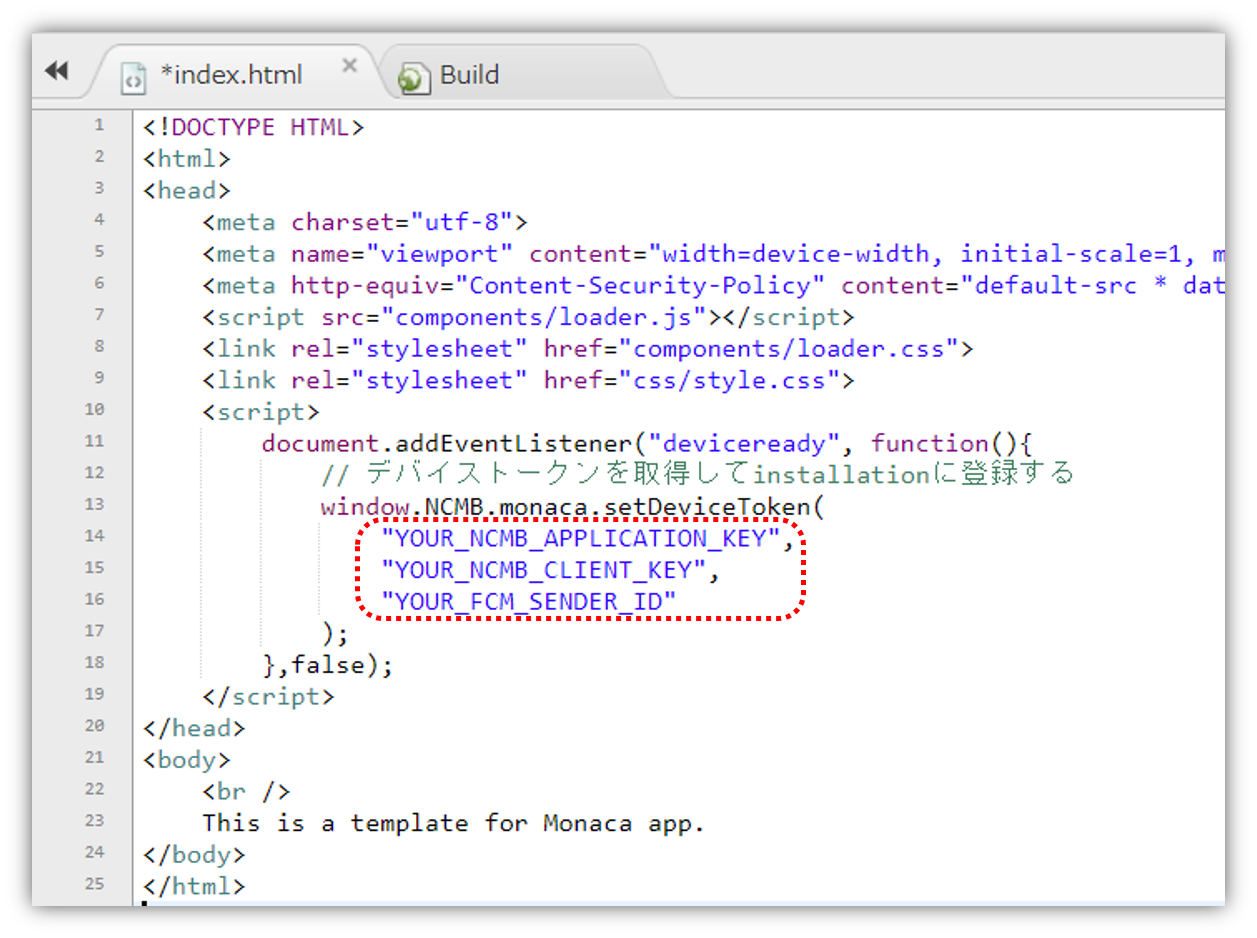 *index.html
Build
1 <!DOCTYPE HTML>
2 <html>
3 <head>
4 <meta charset="utf-8">
5 <meta name="viewport" content="width=device-width, initial-scale=1, m
6 <meta http-equiv="Content-Security-Policy" content="default-src * dat
7 <script src="components/loader.js"></script>
8 <link rel="stylesheet" href="components/loader.css">
9 <link rel="stylesheet" href="css/style.css">
10 <script>
11 document.addEventListener("deviceready", function(){
12 // デバイストークンを取得してinstallationに登録する
13 window.NCMB.monaca.setDeviceToken(
14 "YOUR_NCMB_APPLICATION_KEY",
15 "YOUR_NCMB_CLIENT_KEY",
16 "YOUR_FCM_SENDER_ID"
17 );
18 },false);
19 </script>
20 </head>
21 <body>
22 <br />
23 This is a template for Monaca app.
24 </body>
25 </html>